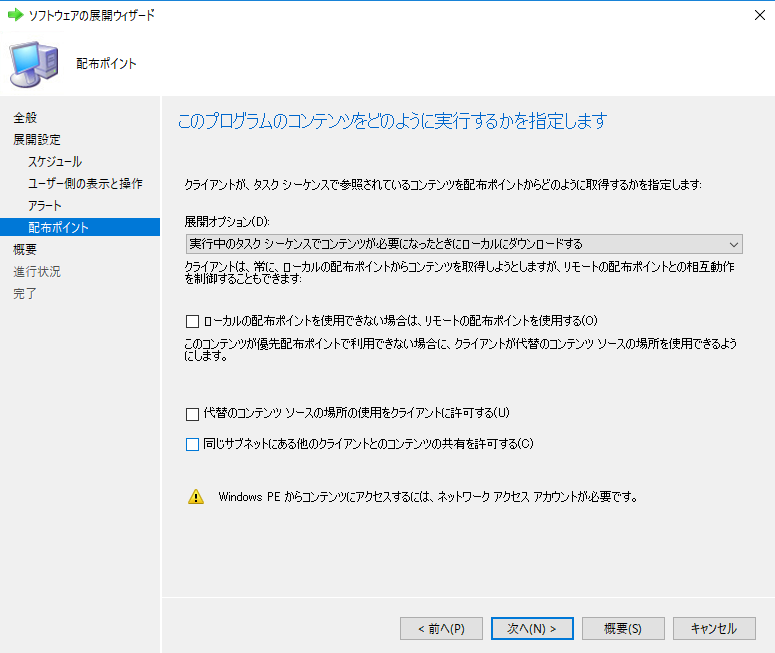 ソフトウェアの展開ウィザード
配布ポイント
全般
展開設定
スケジュール
ユーザー側の表示と操作
アラート
配布ポイント
概要
進行状況
完了
このプログラムのコンテンツをどのように実行するかを指定します
クライアントが、タスク シーケンスで参照されているコンテンツを配布ポイントからどのように取得するかを指定します:
展開オプション(D):
実行中のタスク シーケンスでコンテンツが必要になったときにローカルにダウンロードする
クライアントは、常に、ローカルの配布ポイントからコンテンツを取得しようとしますが、リモートの配布ポイントとの相互動作
を制御することもできます:
ローカルの配布ポイントを使用できない場合は、リモートの配布ポイントを使用する(O)
このコンテンツが優先配布ポイントで利用できない場合に、クライアントが代替のコンテンツ ソースの場所を使用できるよう
にします。
代替のコンテンツ ソースの場所の使用をクライアントに許可する(U)
同じサブネットにある他のクライアントとのコンテンツの共有を許可する(C)
Windows PE からコンテンツにアクセスするには、ネットワーク アクセス アカウントが必要です。
< 前へ(P)
次へ(N) >
概要(S)
キャンセル